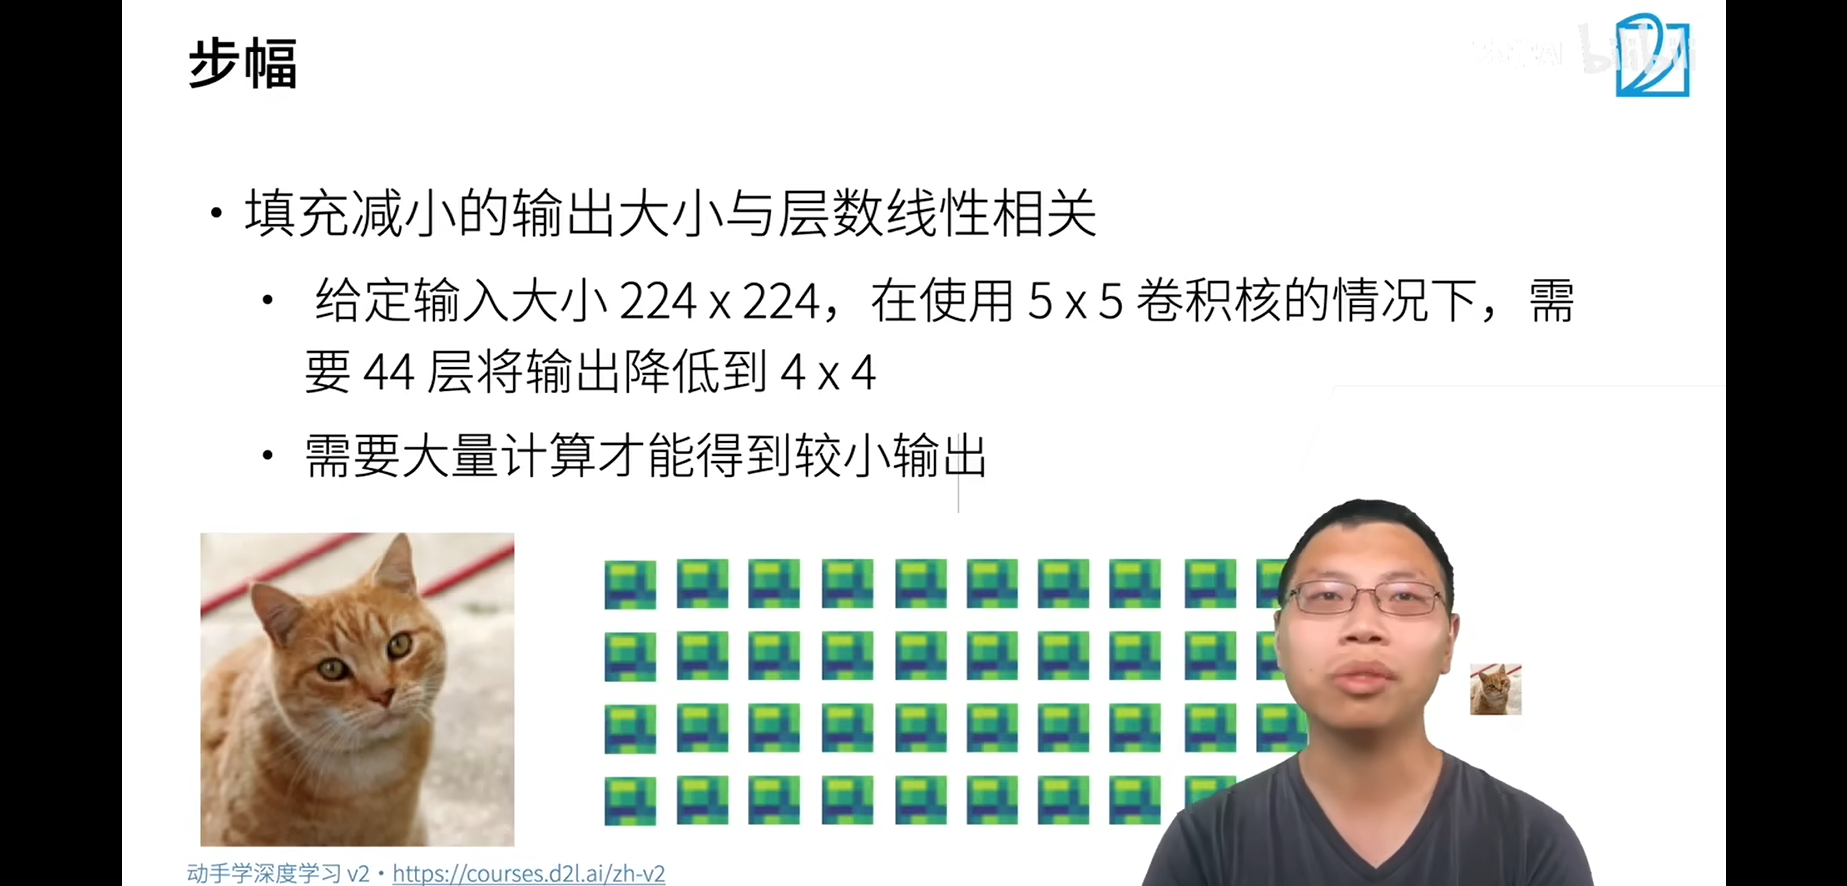 步幅
bilibili
• 填充减小的输出大小与层数线性相关
• 给定输入大小 224 x 224，在使用 5 x 5 卷积核的情况下，需
要 44 层将输出降低到 4 x 4
• 需要大量计算才能得到较小输出
动手学深度学习 v2 • https://courses.d2l.ai/zh-v2